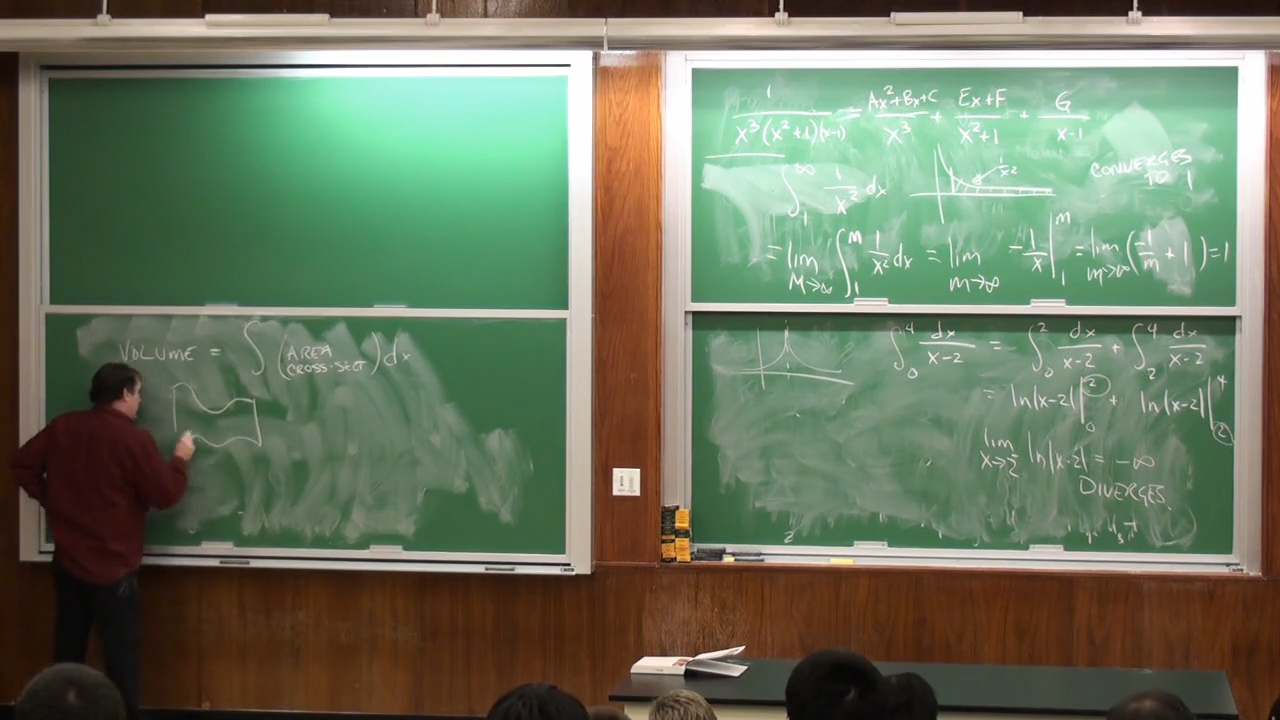 VOLUME = ∫ (AREA CROSS-SECT) dx
1/(x³(x²+1)(x-1)) = (Ax²+Bx+C)/x³ + (Ex+F)/(x²+1) + G/(x-1)
∫₁^∞ 1/x² dx 1/x² CONVERGES TO 1
= lim M→∞ ∫₁^M 1/x² dx = lim m→∞ -1/x |₁^M = lim m→∞ (-1/m + 1) = 1
∫₀⁴ dx/(x-2) = ∫₀² dx/(x-2) + ∫₂⁴ dx/(x-2)
= ln|x-2| |₀² + ln|x-2| |₂⁴
lim x→2 ln|x-2| = -∞
DIVERGES